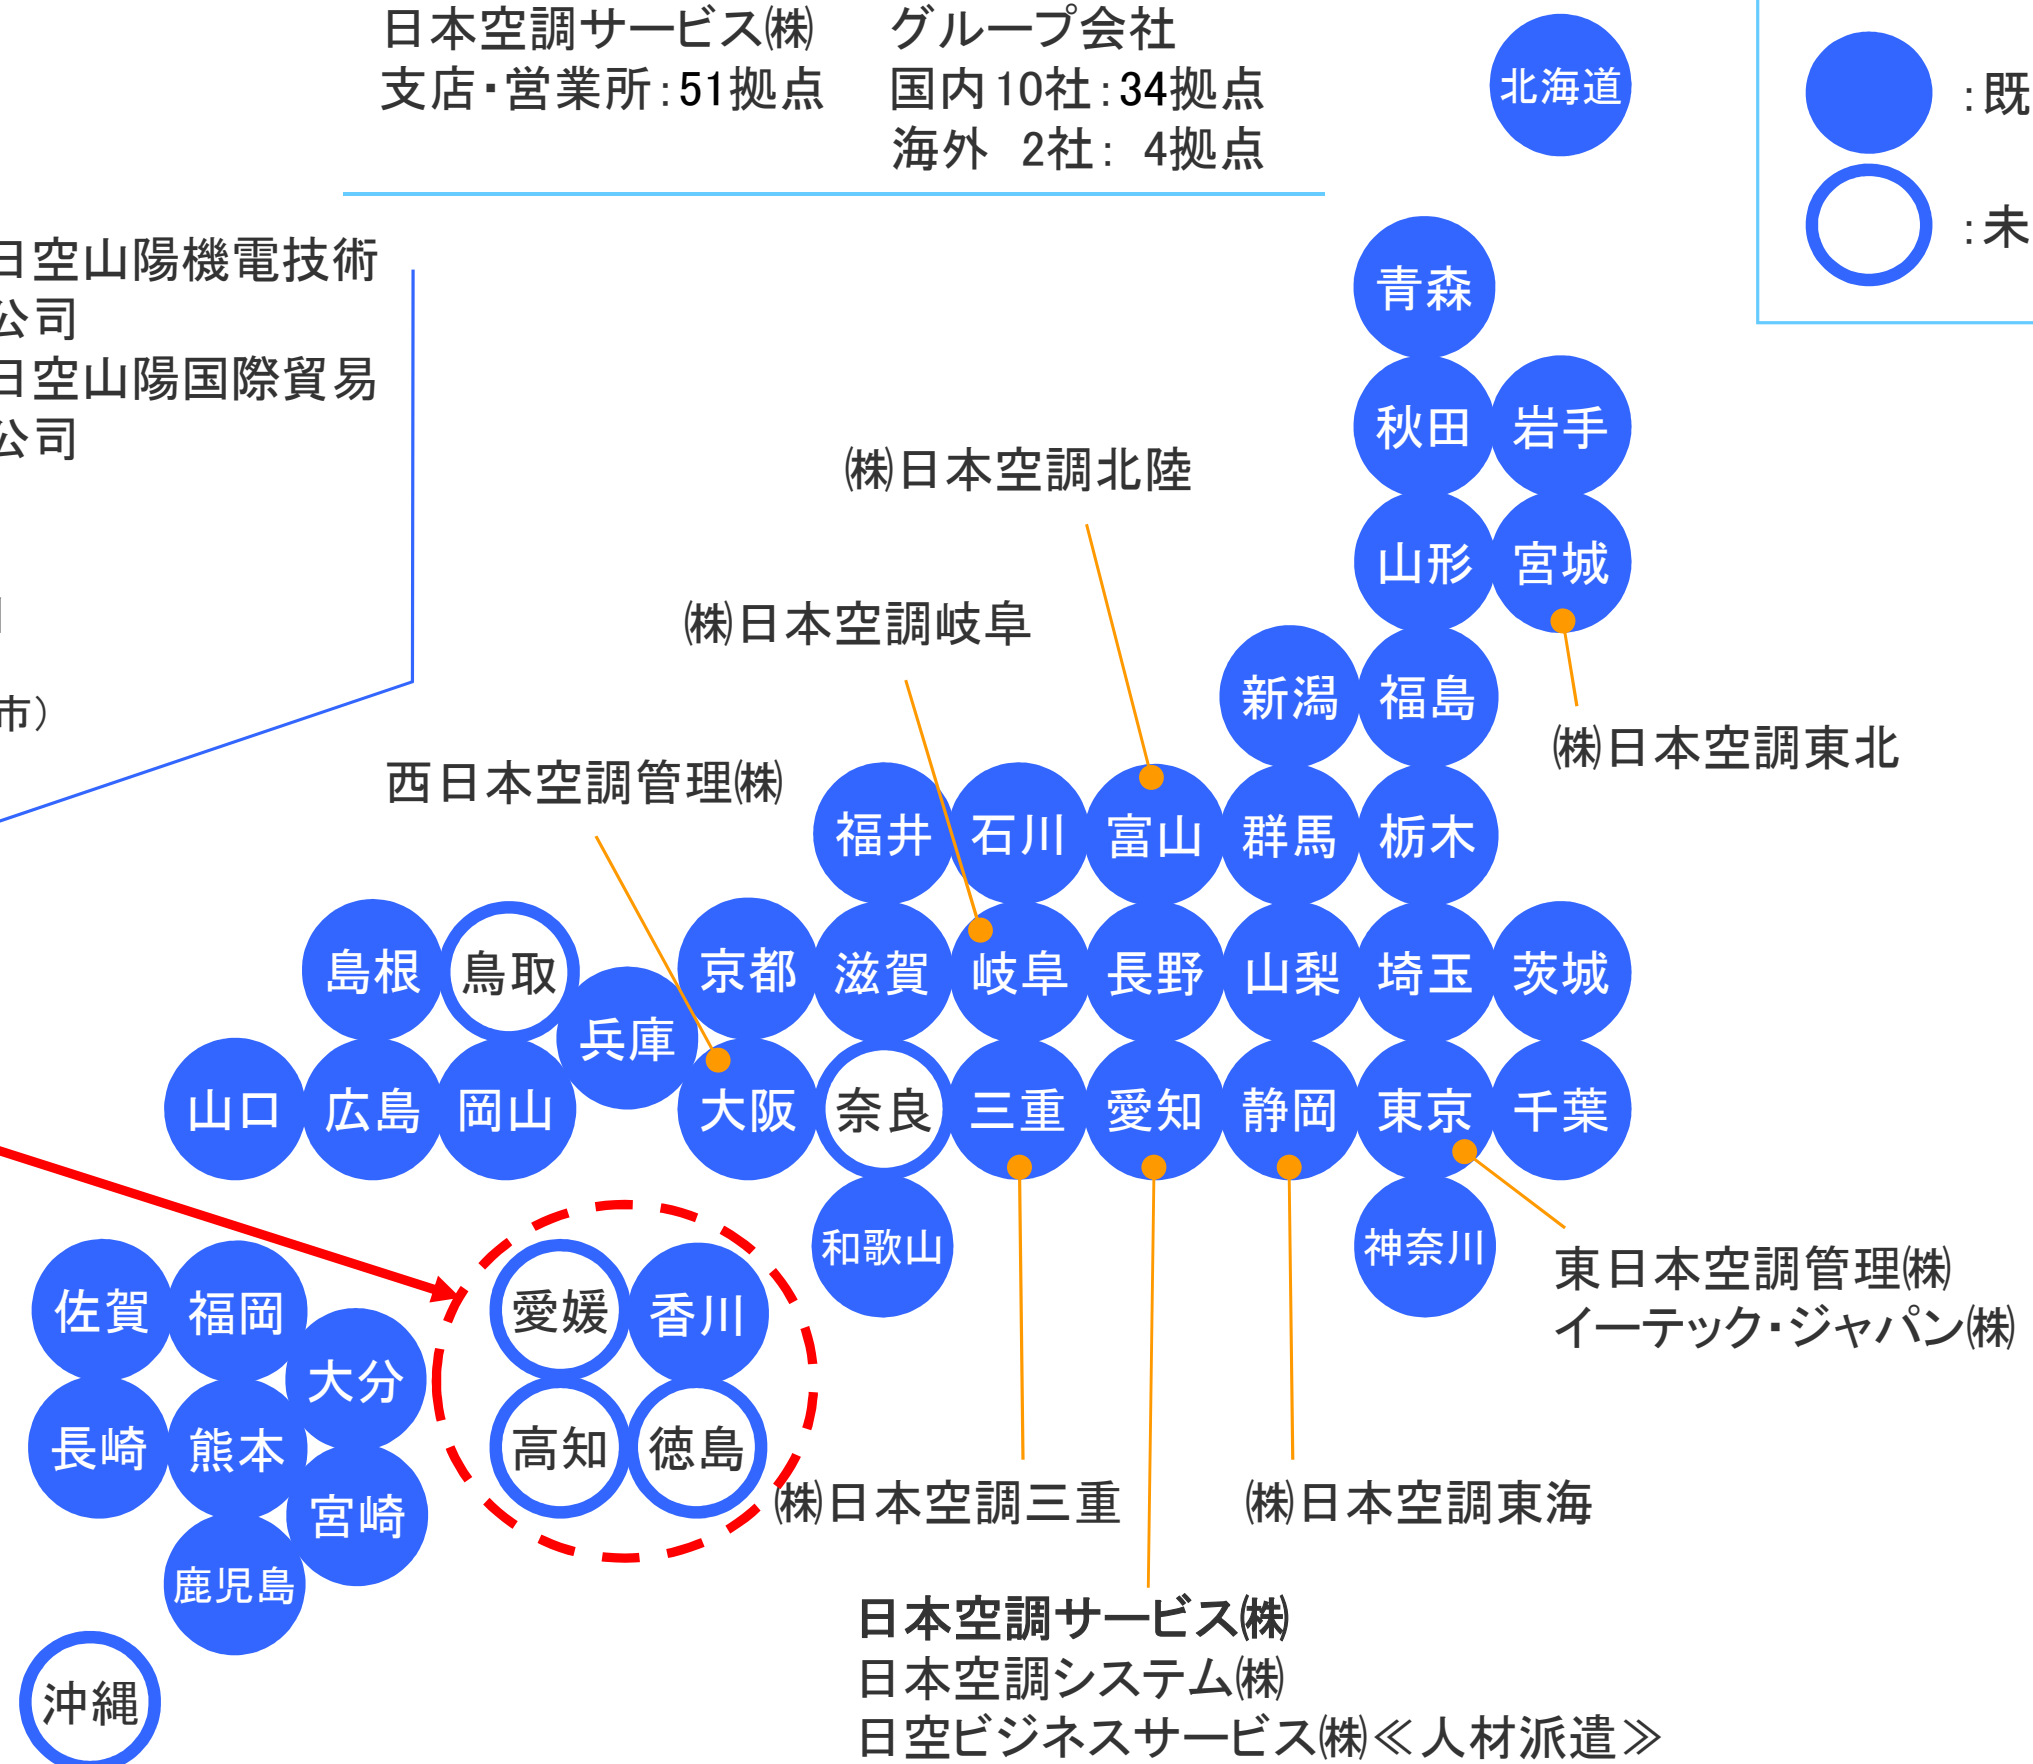 日本空調サービス㈱
支店・営業所：51拠点
グループ会社
国内10社：34拠点
海外 2社： 4拠点
北海道
：既
：未
日空山陽機電技術
公司
日空山陽国際貿易
公司
市）
青森
秋田
岩手
㈱日本空調北陸
山形
宮城
㈱日本空調岐阜
新潟
福島
㈱日本空調東北
西日本空調管理㈱
福井
石川
富山
群馬
栃木
島根
鳥取
兵庫
京都
滋賀
岐阜
長野
山梨
埼玉
茨城
山口
広島
岡山
大阪
奈良
三重
愛知
静岡
東京
千葉
和歌山
神奈川
東日本空調管理㈱
イーテック・ジャパン㈱
佐賀
福岡
大分
愛媛
香川
長崎
熊本
宮崎
高知
徳島
㈱日本空調三重
㈱日本空調東海
鹿児島
沖縄
日本空調サービス㈱
日本空調システム㈱
日空ビジネスサービス㈱≪人材派遣≫